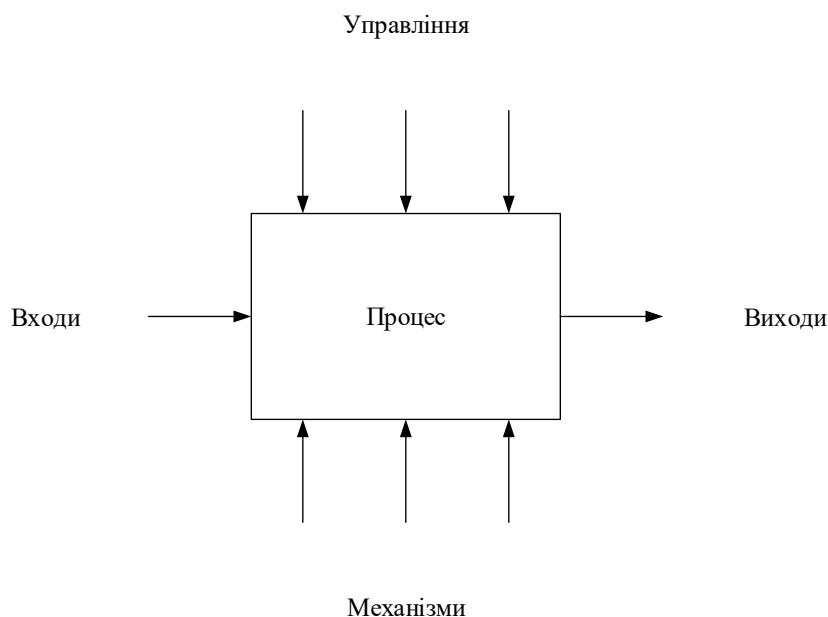 Управління
Входи
Процес
Виходи
Механізми